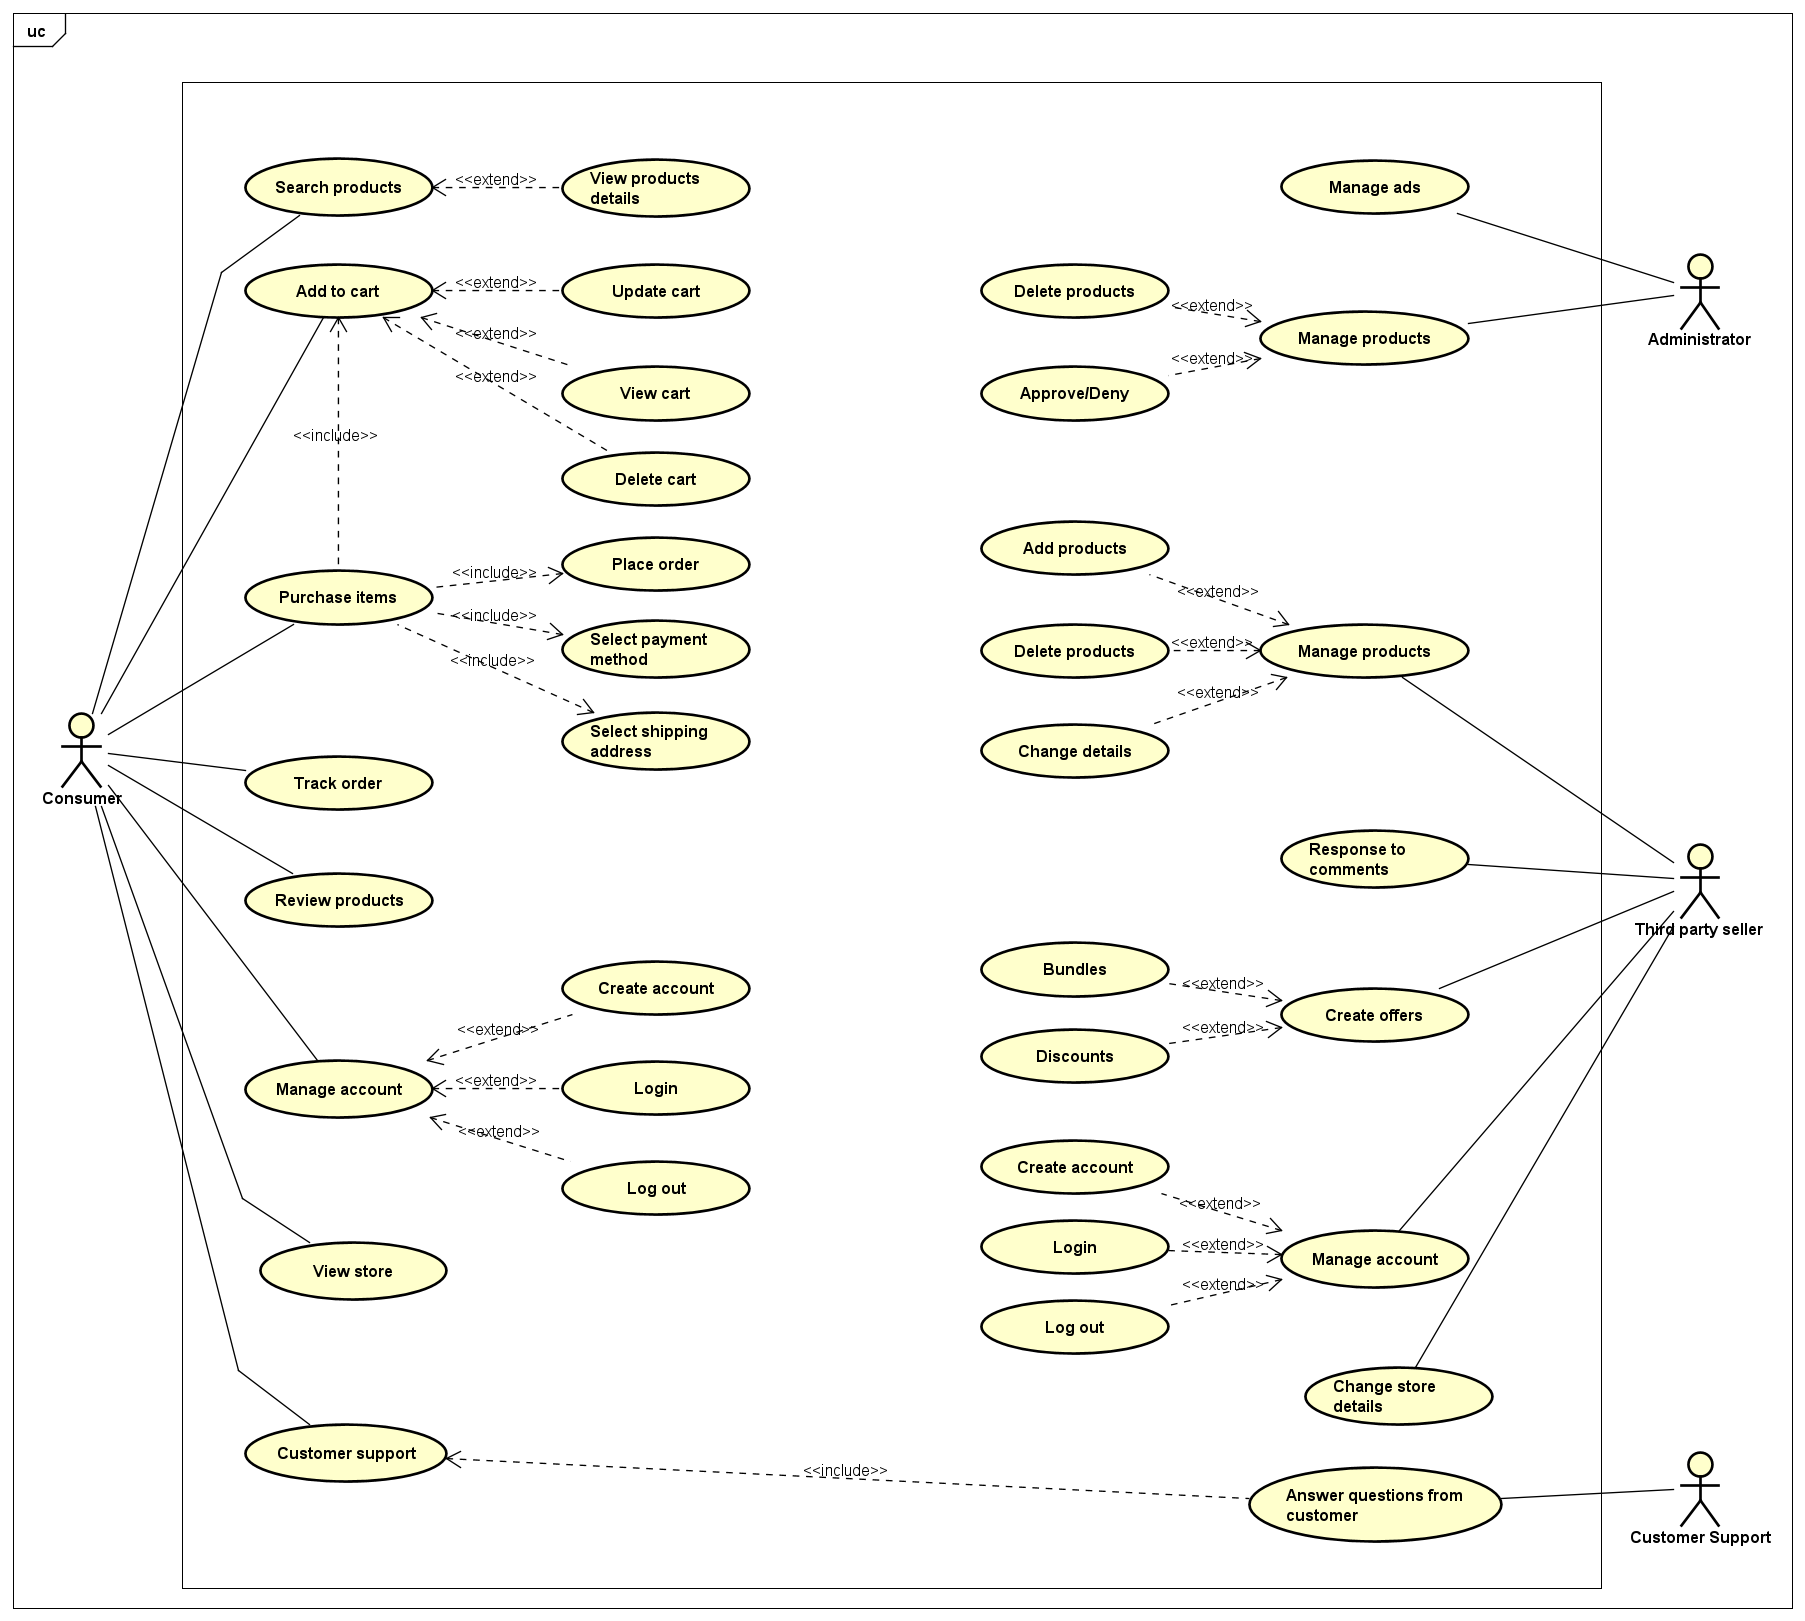 uc
Search products
<<extend>>
View products
details
Manage ads
Add to cart
<<extend>>
Update cart
Delete products
<<extend>>
Manage products
Administrator
<<extend>>
View cart
<<extend>>
Approve/Deny
<<extend>>
Delete cart
<<include>>
Purchase items
<<include>>
Place order
<<include>>
Select payment
method
<<include>>
Select shipping
address
Add products
<<extend>>
Delete products
<<extend>>
Manage products
<<extend>>
Change details
Consumer
Track order
Review products
Response to
comments
Third party seller
Bundles
<<extend>>
Create offers
<<extend>>
Discounts
Create account
<<extend>>
Manage account
<<extend>>
Login
<<extend>>
Log out
Create account
<<extend>>
Login
<<extend>>
Manage account
<<extend>>
Log out
View store
Change store
details
Customer support
<<include>>
Answer questions from
customer
Customer Support